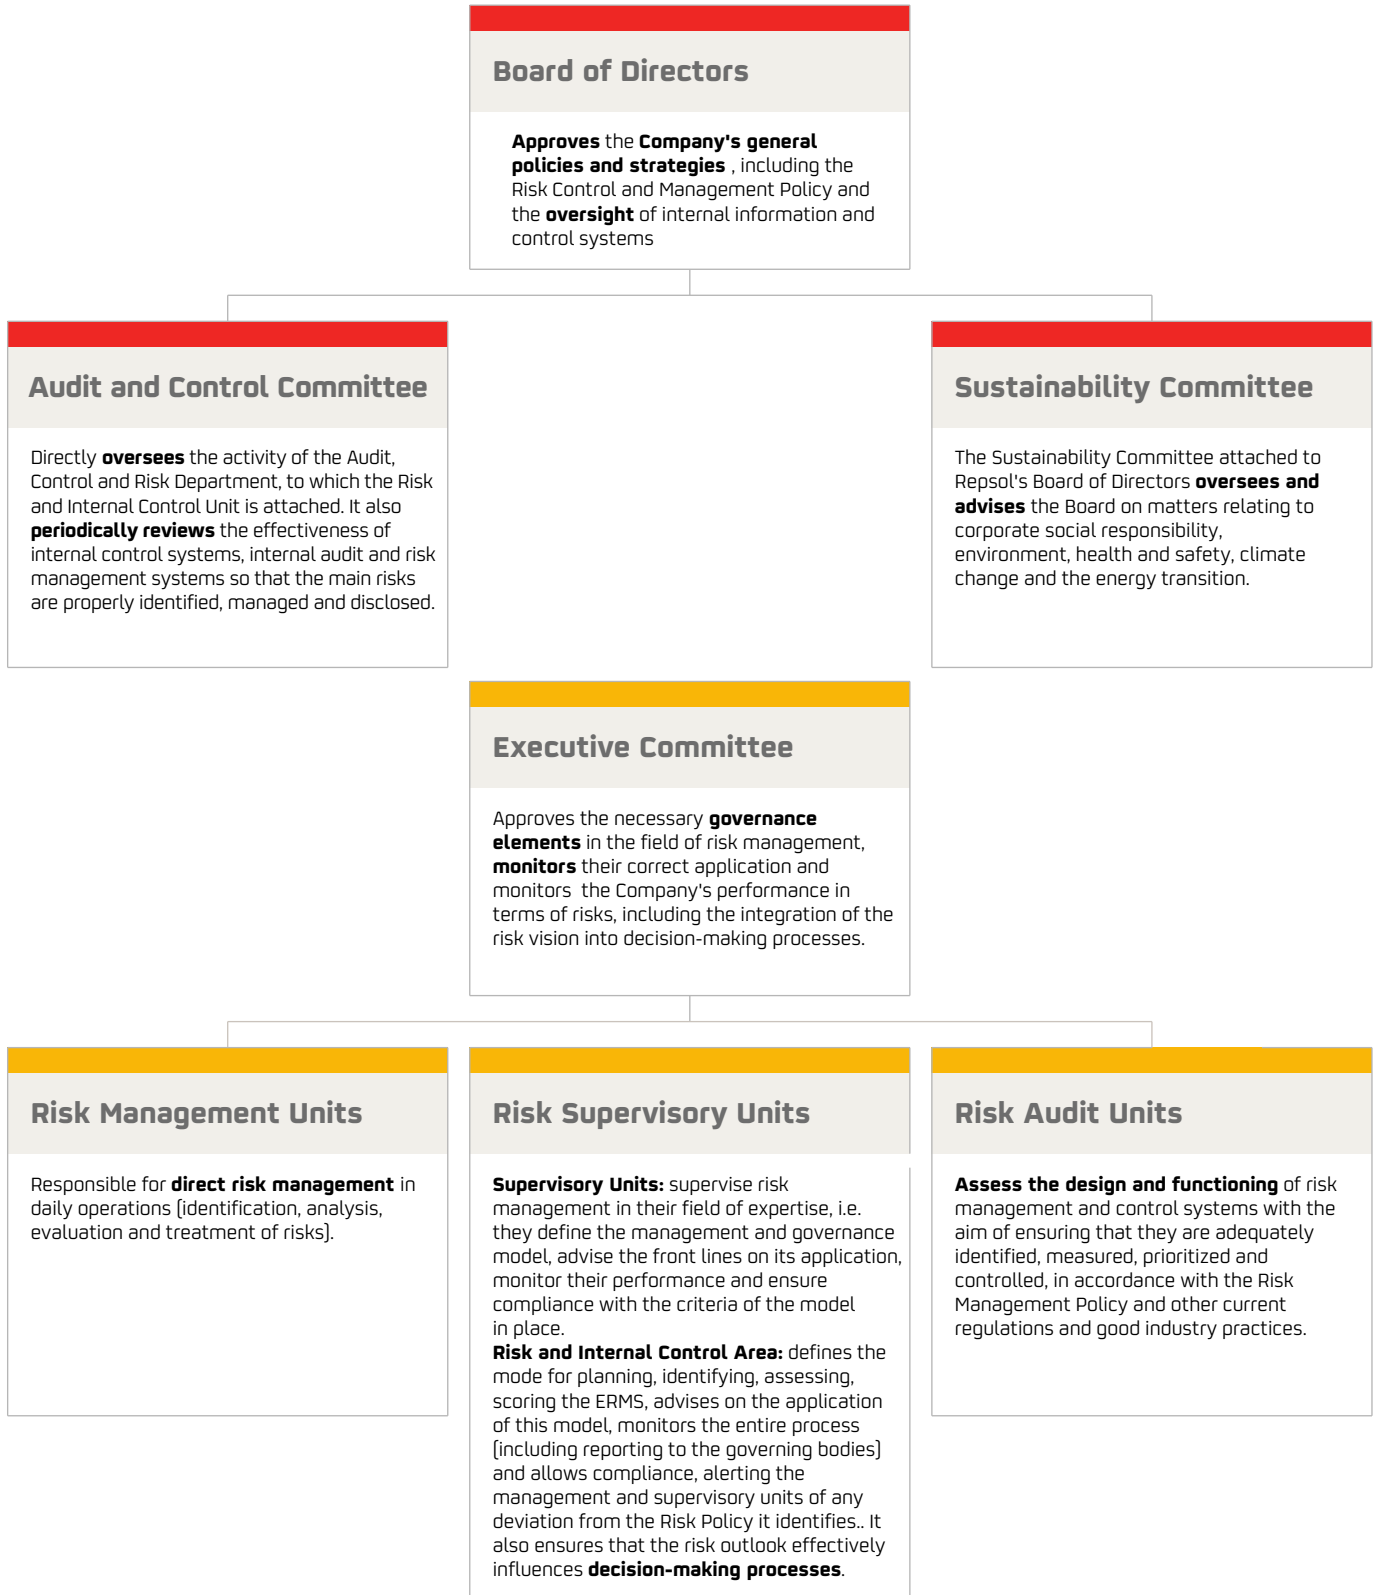 Board of Directors
Approves the Company's general
policies and strategies , including the
Risk Control and Management Policy and
the oversight of internal information and
control systems
Audit and Control Committee
Directly oversees the activity of the Audit,
Control and Risk Department, to which the Risk
and Internal Control Unit is attached. It also
periodically reviews the effectiveness of
internal control systems, internal audit and risk
management systems so that the main risks
are properly identified, managed and disclosed.
Sustainability Committee
The Sustainability Committee attached to
Repsol's Board of Directors oversees and
advises the Board on matters relating to
corporate social responsibility,
environment, health and safety, climate
change and the energy transition.
Executive Committee
Approves the necessary governance
elements in the field of risk management,
monitors their correct application and
monitors  the Company's performance in
terms of risks, including the integration of the
risk vision into decision-making processes.
Risk Management Units
Responsible for direct risk management in
daily operations (identification, analysis,
evaluation and treatment of risks).
Risk Supervisory Units
Supervisory Units: supervise risk
management in their field of expertise, i.e.
they define the management and governance
model, advise the front lines on its application,
monitor their performance and ensure
compliance with the criteria of the model
in place.
Risk and Internal Control Area: defines the
mode for planning, identifying, assessing,
scoring the ERMS, advises on the application
of this model, monitors the entire process
(including reporting to the governing bodies)
and allows compliance, alerting the
management and supervisory units of any
deviation from the Risk Policy it identifies.. It
also ensures that the risk outlook effectively
influences decision-making processes.
Risk Audit Units
Assess the design and functioning of risk
management and control systems with the
aim of ensuring that they are adequately
identified, measured, prioritized and
controlled, in accordance with the Risk
Management Policy and other current
regulations and good industry practices.